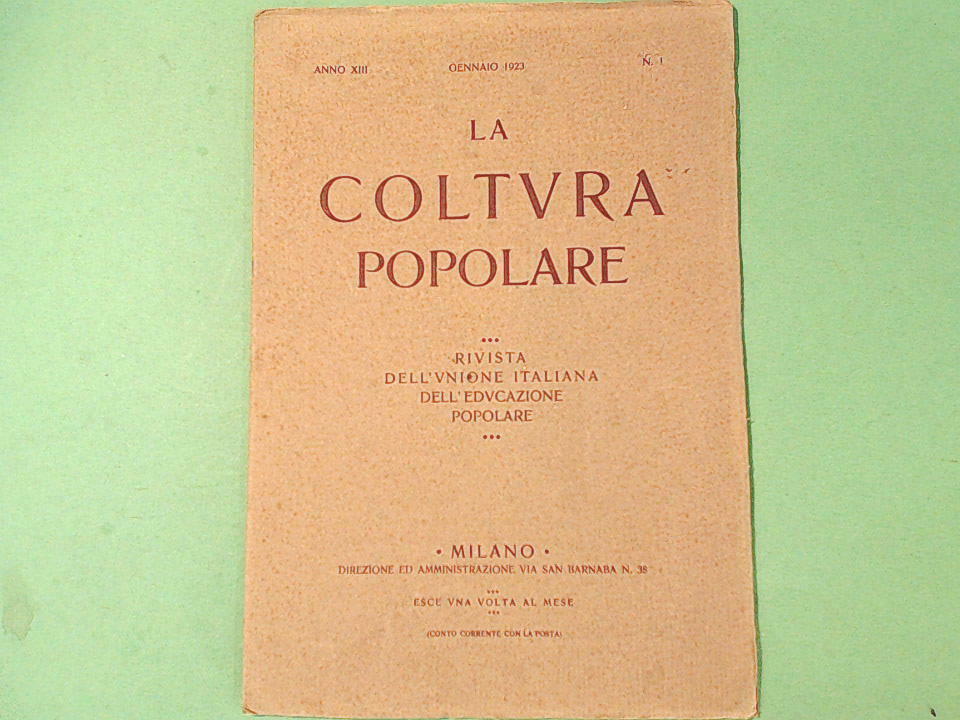 ANNO XIII GENNAIO 1923 N. 1
LA
COLTVRA
POPOLARE
RIVISTA
DELL'VNIONE ITALIANA
DELL'EDVCAZIONE
POPOLARE
• MILANO •
DIREZIONE ED AMMINISTRAZIONE VIA SAN BARNABA N. 38
ESCE VNA VOLTA AL MESE
(CONTO CORRENTE CON LA POSTA)